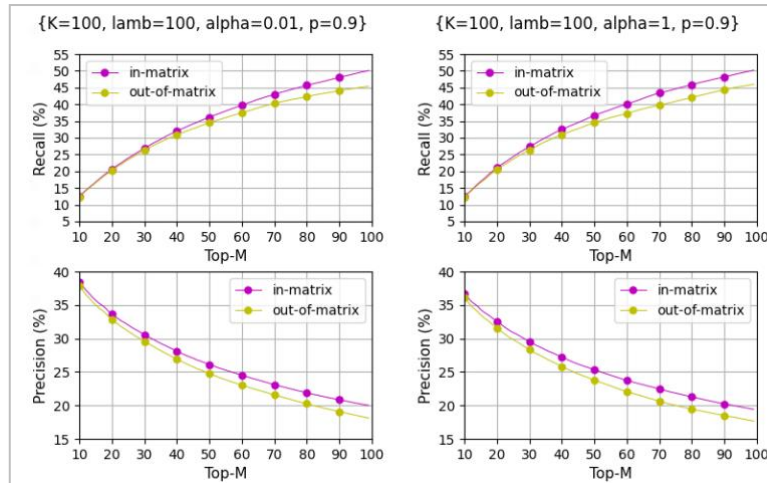 {K=100, lamb=100, alpha=0.01, p=0.9}
55
50
45
40
35
30
25
20
15
10
5
Recall (%)
in-matrix
out-of-matrix
10 20 30 40 50 60 70 80 90 100
Top-M
{K=100, lamb=100, alpha=1, p=0.9}
55
50
45
40
35
30
25
20
15
10
5
Recall (%)
in-matrix
out-of-matrix
10 20 30 40 50 60 70 80 90 100
Top-M
40
35
30
25
20
15
Precision (%)
in-matrix
out-of-matrix
10 20 30 40 50 60 70 80 90 100
Top-M
40
35
30
25
20
15
Precision (%)
in-matrix
out-of-matrix
10 20 30 40 50 60 70 80 90 100
Top-M